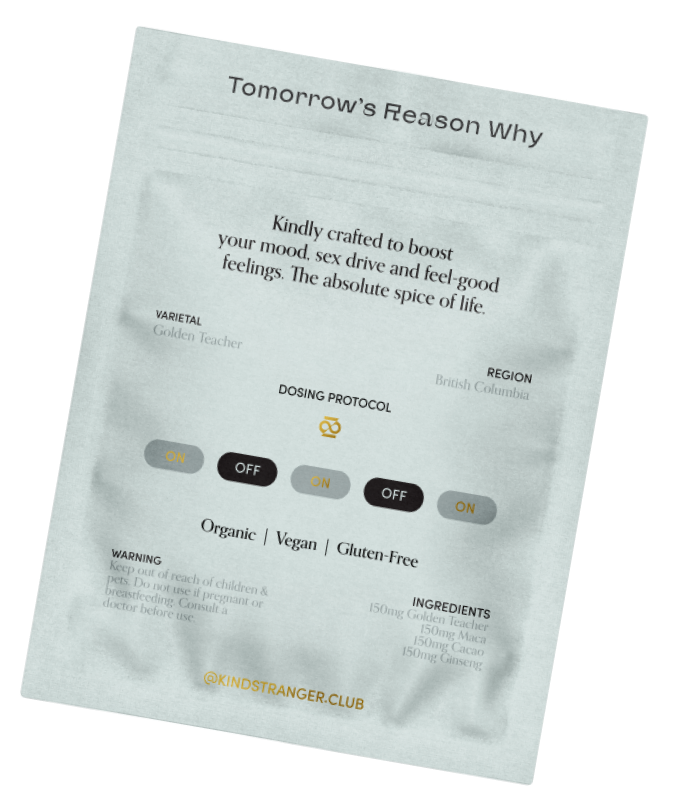 Tomorrow's Reason Why
Kindly crafted to boost
your mood, sex drive and feel-good
feelings. The absolute spice of life.
VARIETAL
Golden Teacher
REGION
British Columbia
DOSING PROTOCOL
ON OFF ON OFF ON
Organic | Vegan | Gluten-Free
WARNING
Keep out of reach of children &
pets. Do not use if pregnant or
breastfeeding. Consult a
doctor before use.
INGREDIENTS
150mg Golden Teacher
150mg Maca
150mg Cacao
150mg Ginseng
@KINDSTRANGER.CLUB